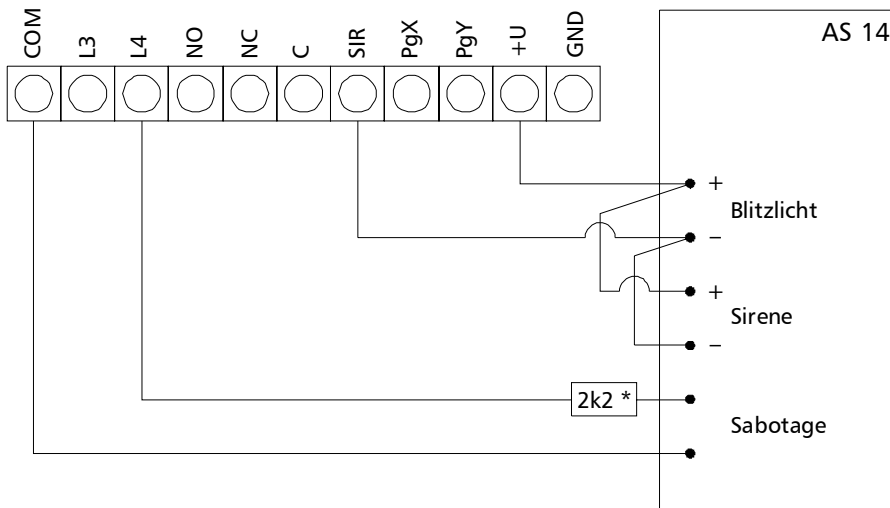 COM
L3
L4
NO
NC
C
SIR
PgX
PgY
+U
GND
AS 14
+
Blitzlicht
–
+
Sirene
–
2k2 *
Sabotage